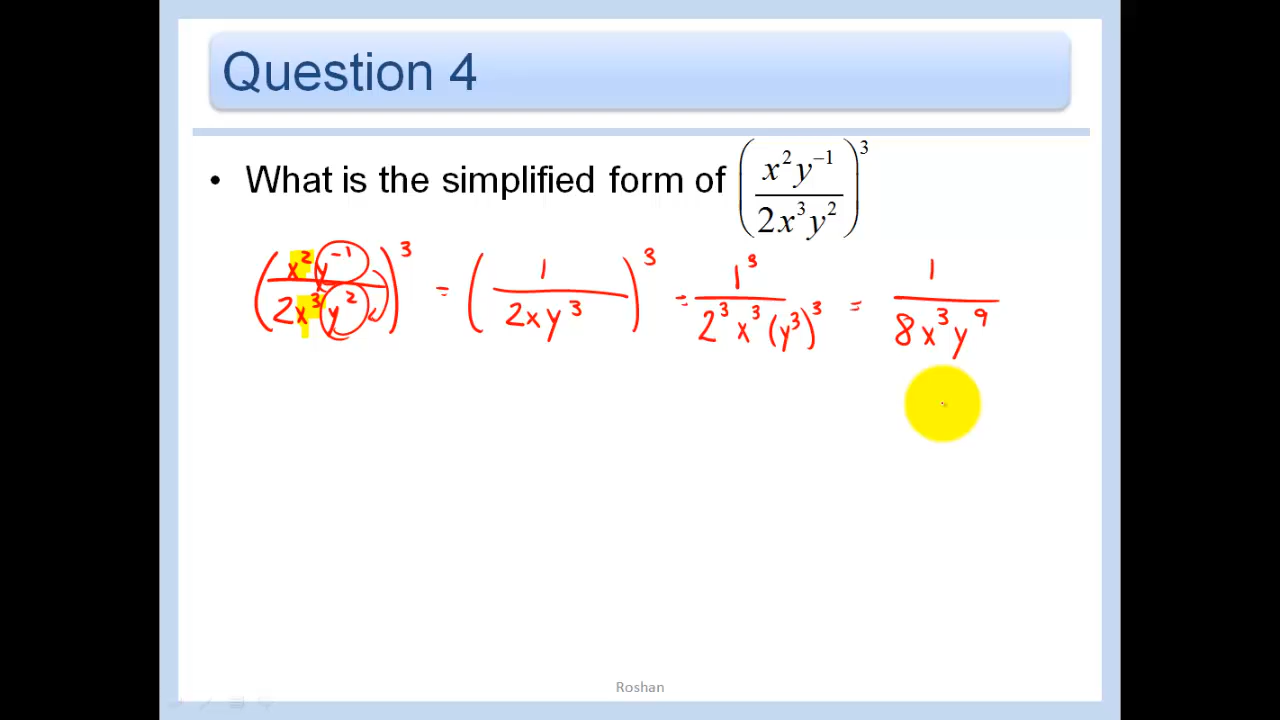 Question 4
• What is the simplified form of (x²y⁻¹ / 2x³y²)³
(x²y⁻¹ / 2x³y²)³ = (1 / 2xy³)³ = 1³ / 2³x³(y³)³ = 1 / 8x³y⁹
Roshan